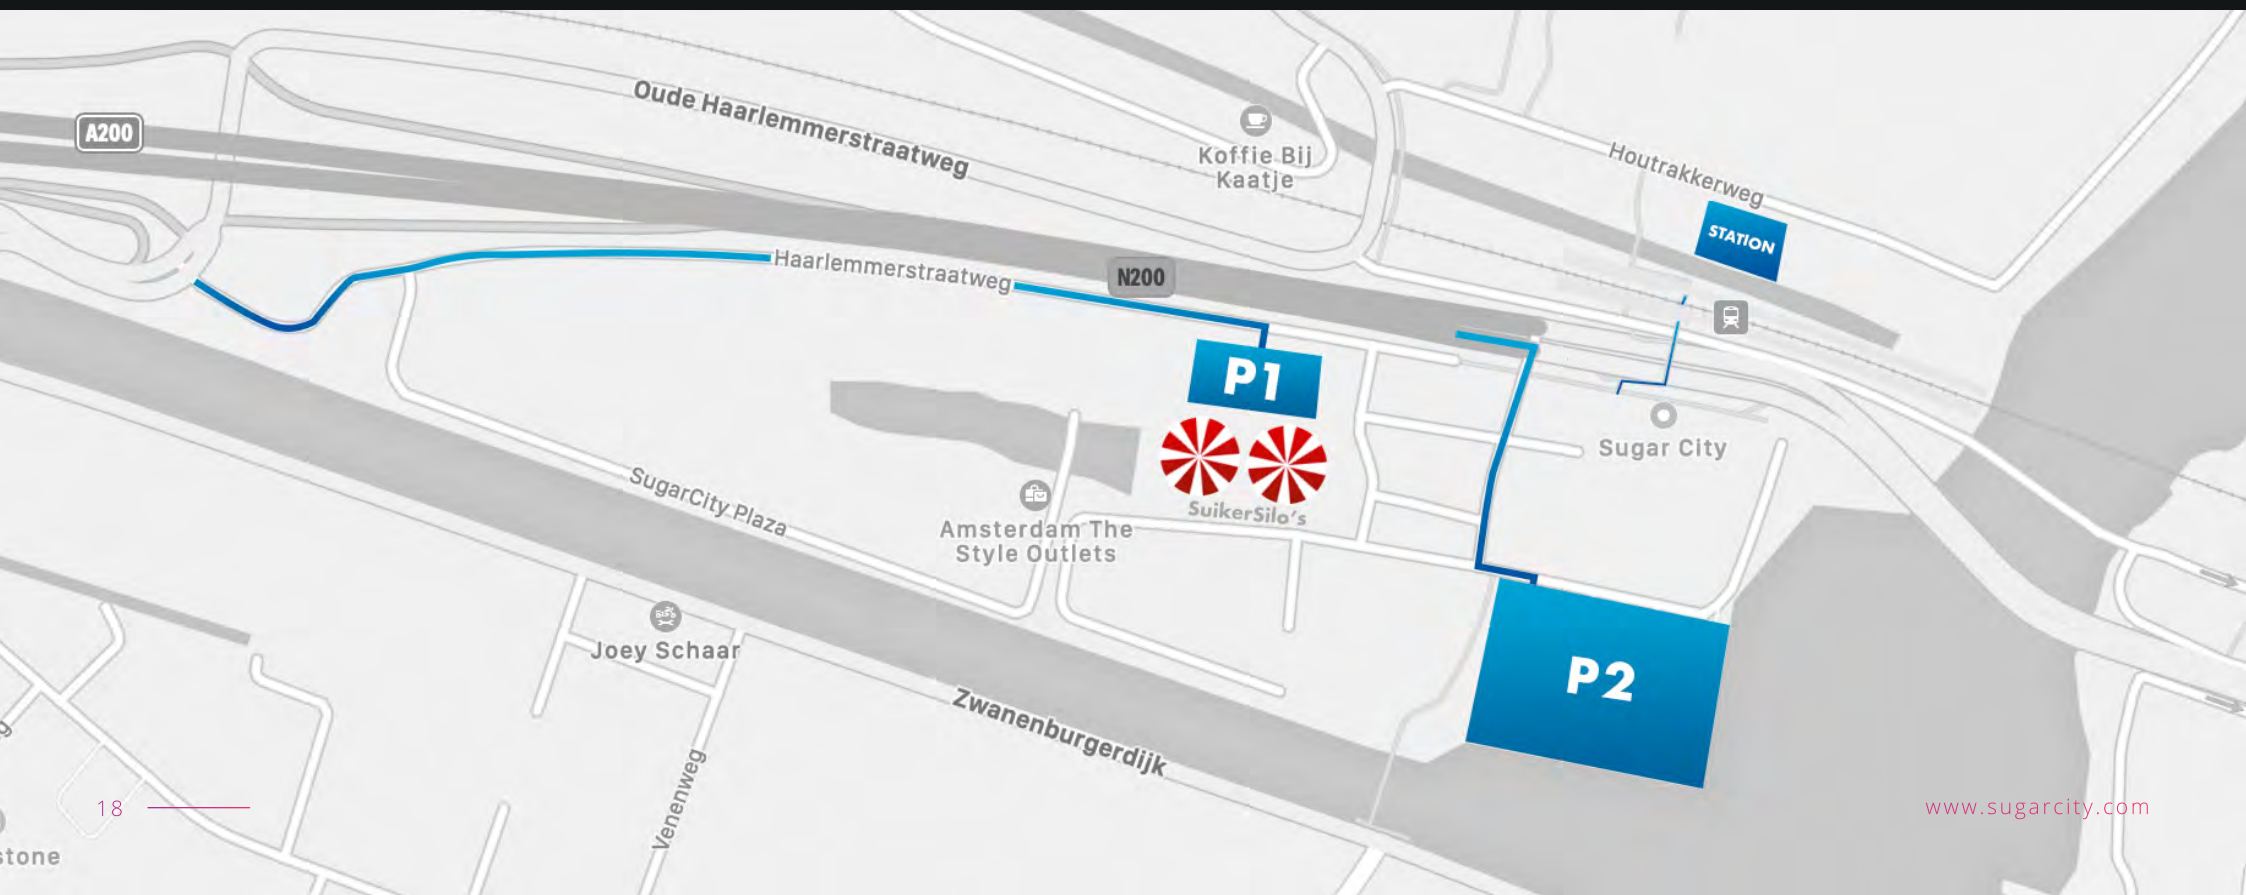 Oude Haarlemmerstraatweg
A200
Koffie Bij
Kaatje
Houtrakkerweg
STATION
Haarlemmerstraatweg
N200
P1
Sugar City
SugarCity Plaza
SuikerSilo's
Amsterdam The
Style Outlets
Joey Schaar
P2
Zwanenburgerdijk
Venenweg
18
www.sugarcity.com
stone